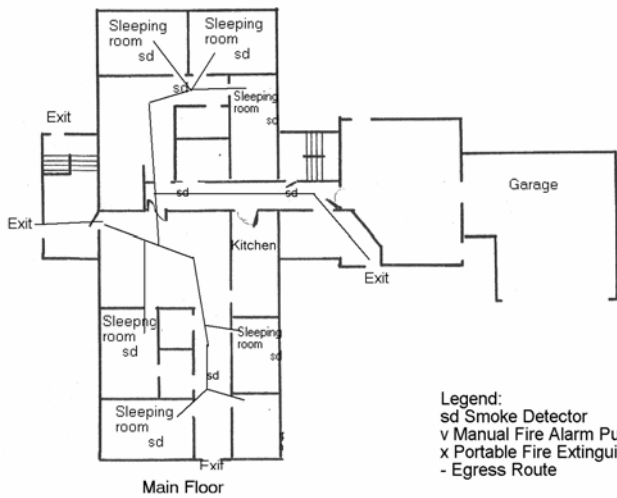 Sleeping
room
sd
Sleeping
room
sd
sd
Sleeping
room
sd
Exit
sd
sd
Garage
Exit
Kitchen
Exit
Sleepng
room
sd
Sleeping
room
sd
sd
Sleeping
room
sd
Exit
Main Floor
Legend:
sd Smoke Detector
v Manual Fire Alarm Pu
x Portable Fire Extingui
- Egress Route